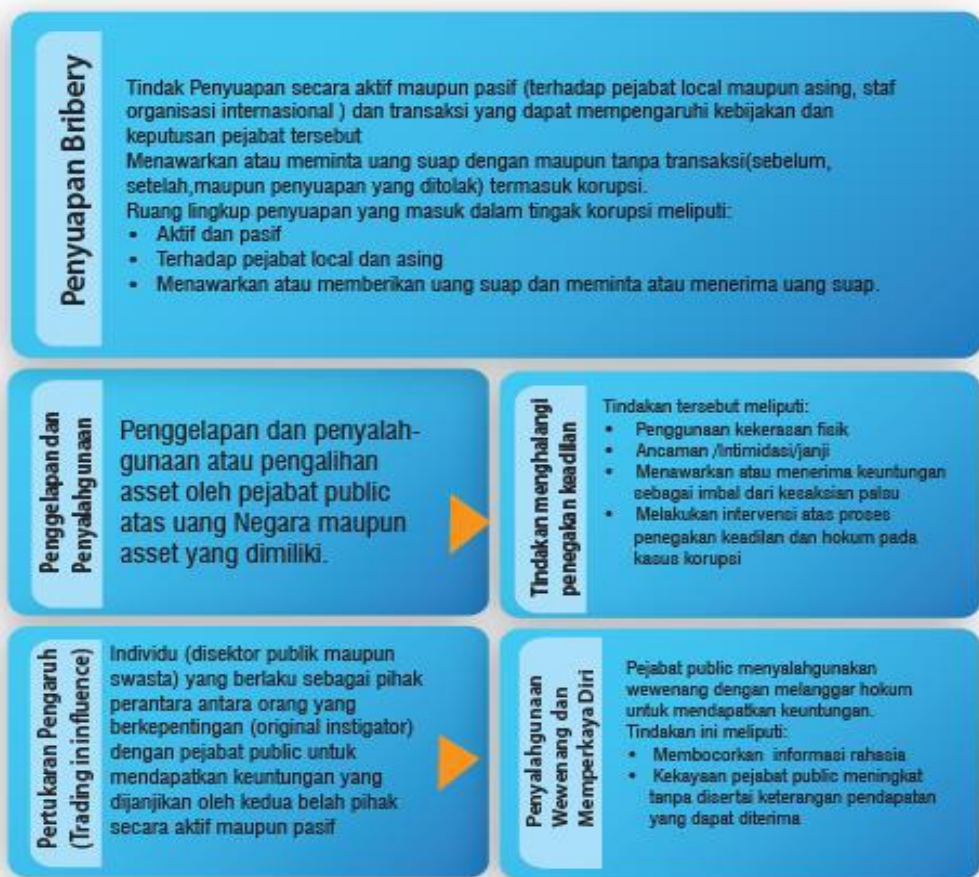 Penyuapan Bribery
Tindak Penyuapan secara aktif maupun pasif (terhadap pejabat local maupun asing, staf
organisasi internasional ) dan transaksi yang dapat mempengaruhi kebijakan dan
keputusan pejabat tersebut
Menawarkan atau meminta uang suap dengan maupun tanpa transaksi(sebelum,
setelah,maupun penyuapan yang ditolak) termasuk korupsi.
Ruang lingkup penyuapan yang masuk dalam tingak korupsi meliputi:
• Aktif dan pasif
• Terhadap pejabat local dan asing
• Menawarkan atau memberikan uang suap dan meminta atau menerima uang suap.
Penggelapan dan
Penyalahgunaan
Penggelapan dan penyalah-
gunaan atau pengalihan
asset oleh pejabat public
atas uang Negara maupun
asset yang dimiliki.
Tindakan menghalangi
penegakan keadilan
Tindakan tersebut meliputi:
• Penggunaan kekerasan fisik
• Ancaman /Intimidasi/janji
• Menawarkan atau menerima keuntungan
sebagai imbal dari kesaksian palsu
• Melakukan intervensi atas proses
penegakan keadilan dan hokum pada
kasus korupsi
Pertukaran Pengaruh
(Trading in influence)
Individu (disektor publik maupun
swasta) yang berlaku sebagai pihak
perantara antara orang yang
berkepentingan (original instigator)
dengan pejabat public untuk
mendapatkan keuntungan yang
dijanjikan oleh kedua belah pihak
secara aktif maupun pasif
Penyalahgunaan
Wewenang dan
Memperkaya Diri
Pejabat public menyalahgunakan
wewenang dengan melanggar hokum
untuk mendapatkan keuntungan.
Tindakan ini meliputi:
• Membocorkan informasi rahasia
• Kekayaan pejabat public meningkat
tanpa disertai keterangan pendapatan
yang dapat diterima